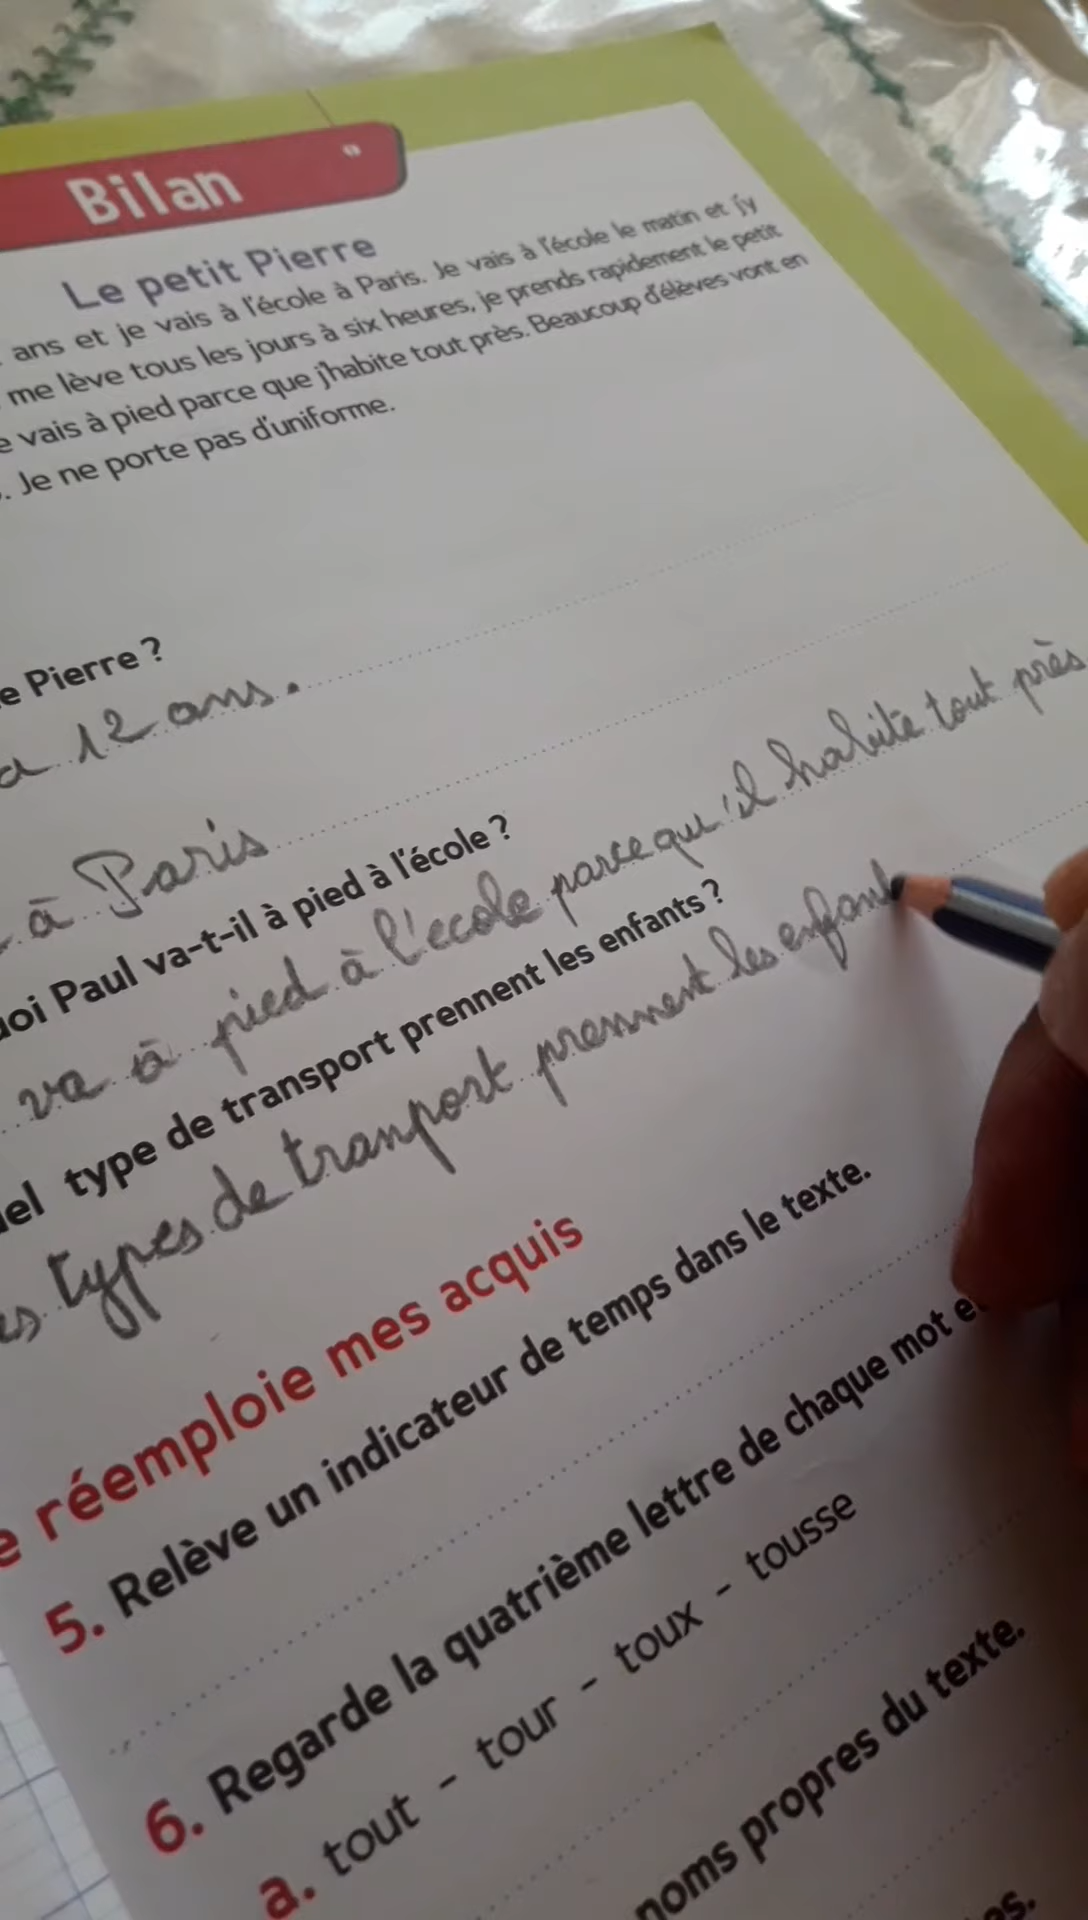 Bilan
Le petit Pierre
ans et je vais à l'école à Paris. Je vais à l'école le matin et j'y
me lève tous les jours à six heures, je prends rapidement le petit
e vais à pied parce que j'habite tout près. Beaucoup d'élèves vont en
. Je ne porte pas d'uniforme.
e Pierre ?
a 12 ans.
à Paris
uoi Paul va-t-il à pied à l'école ?
va à pied à l'ecole parce qu'il habite tout près
uel type de transport prennent les enfants ?
es types de tranport prennent les enfant
e réemploie mes acquis
5. Relève un indicateur de temps dans le texte.
6. Regarde la quatrième lettre de chaque mot e
a. tout - tour - toux - tousse
noms propres du texte.
es.